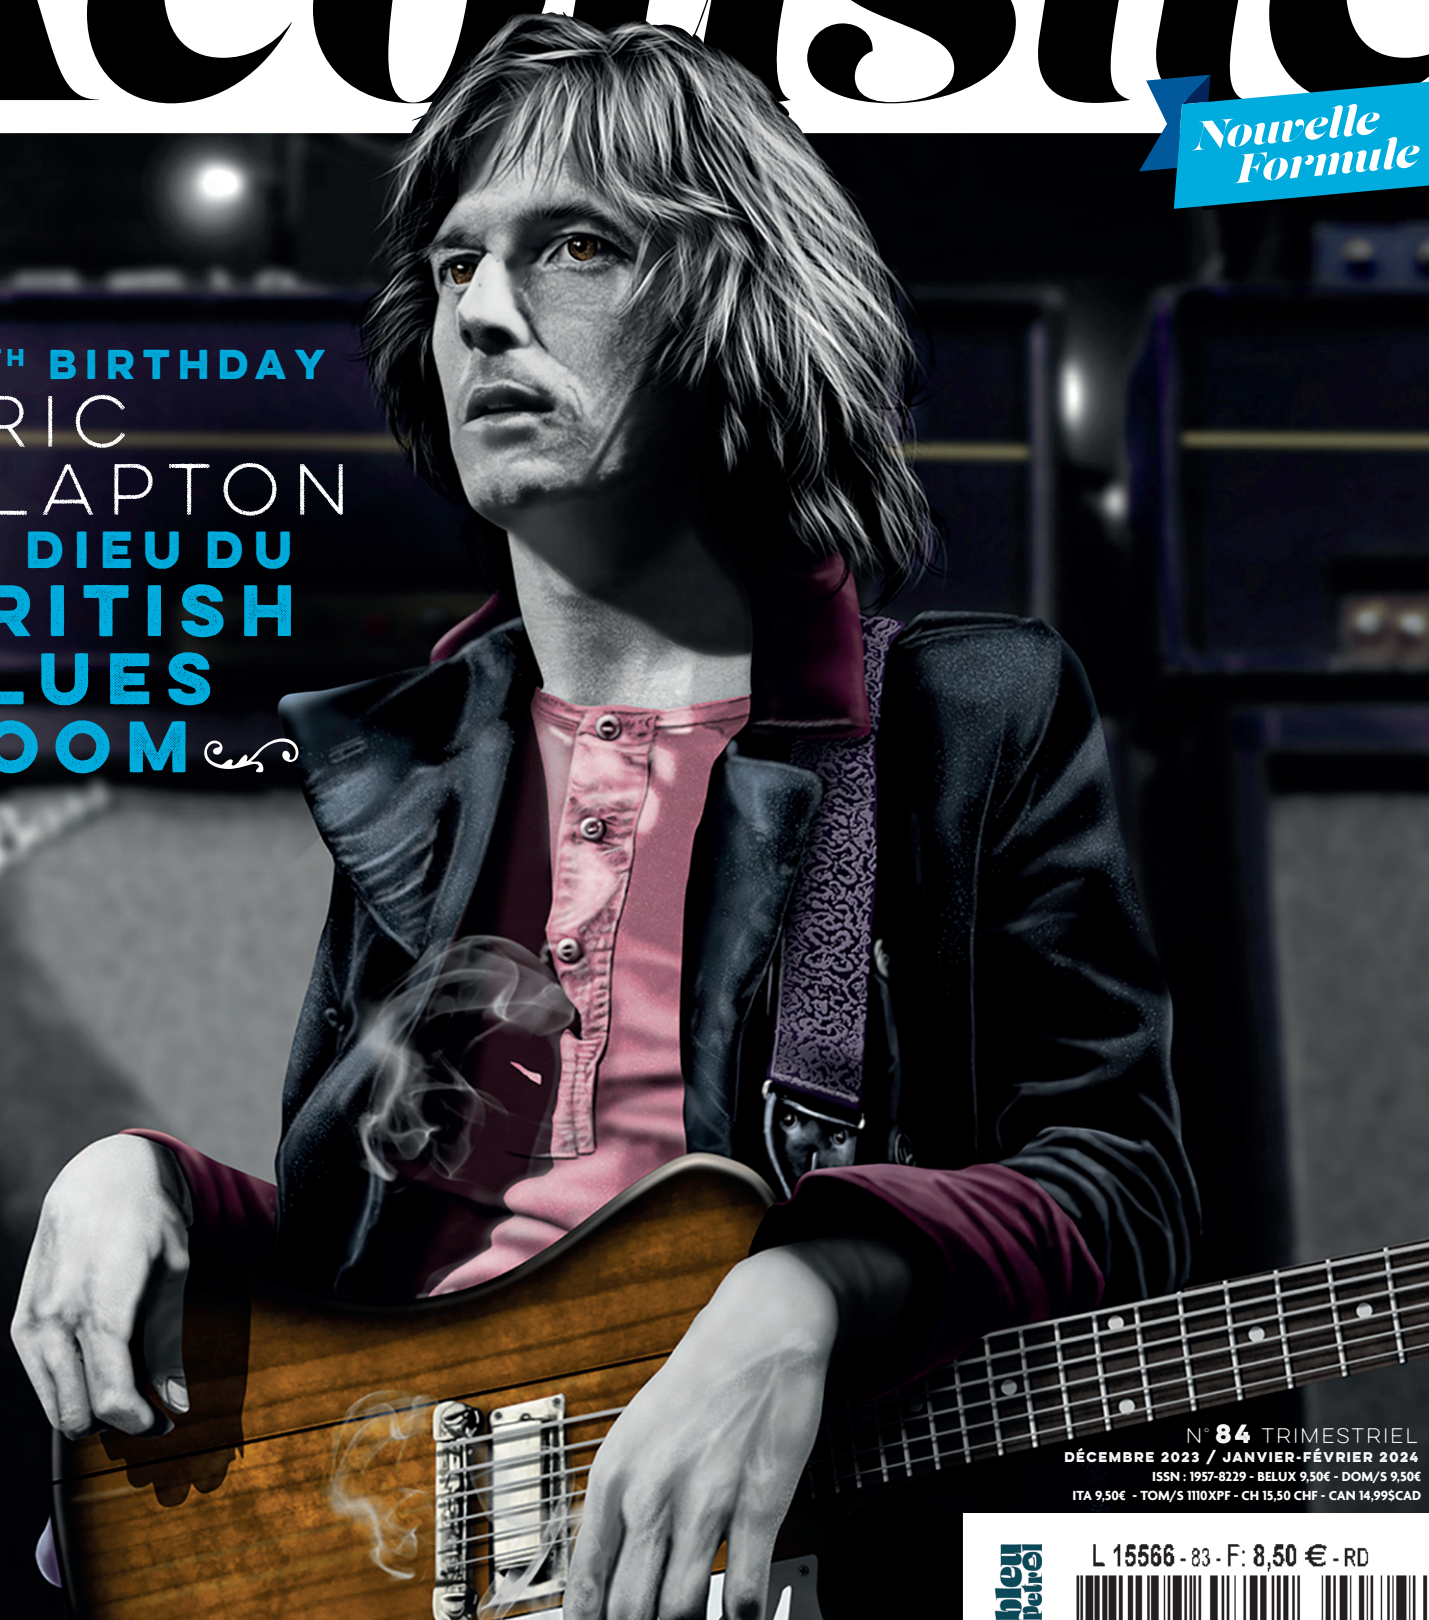 Nouvelle
Formule
TH BIRTHDAY
RIC
LAPTON
DIEU DU
RITISH
LUES
OOM
N° 84 TRIMESTRIEL
DÉCEMBRE 2023 / JANVIER-FÉVRIER 2024
ISSN : 1957-8229 - BELUX 9,50€ - DOM/S 9,50€
ITA 9,50€ - TOM/S 1110XPF - CH 15,50 CHF - CAN 14,99$CAD
bleu
petrol
L 15566 - 83 - F: 8,50 € - RD